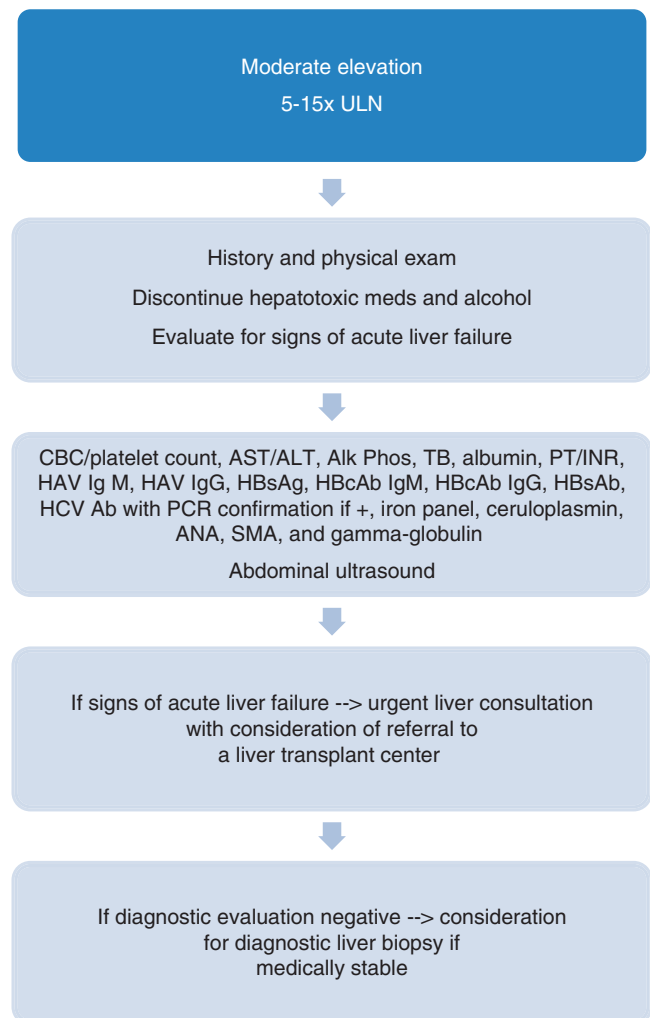 Moderate elevation
5-15x ULN
History and physical exam
Discontinue hepatotoxic meds and alcohol
Evaluate for signs of acute liver failure
CBC/platelet count, AST/ALT, Alk Phos, TB, albumin, PT/INR,
HAV Ig M, HAV IgG, HBsAg, HBcAb IgM, HBcAb IgG, HBsAb,
HCV Ab with PCR confirmation if +, iron panel, ceruloplasmin,
ANA, SMA, and gamma-globulin
Abdominal ultrasound
If signs of acute liver failure --> urgent liver consultation
with consideration of referral to
a liver transplant center
If diagnostic evaluation negative --> consideration
for diagnostic liver biopsy if
medically stable